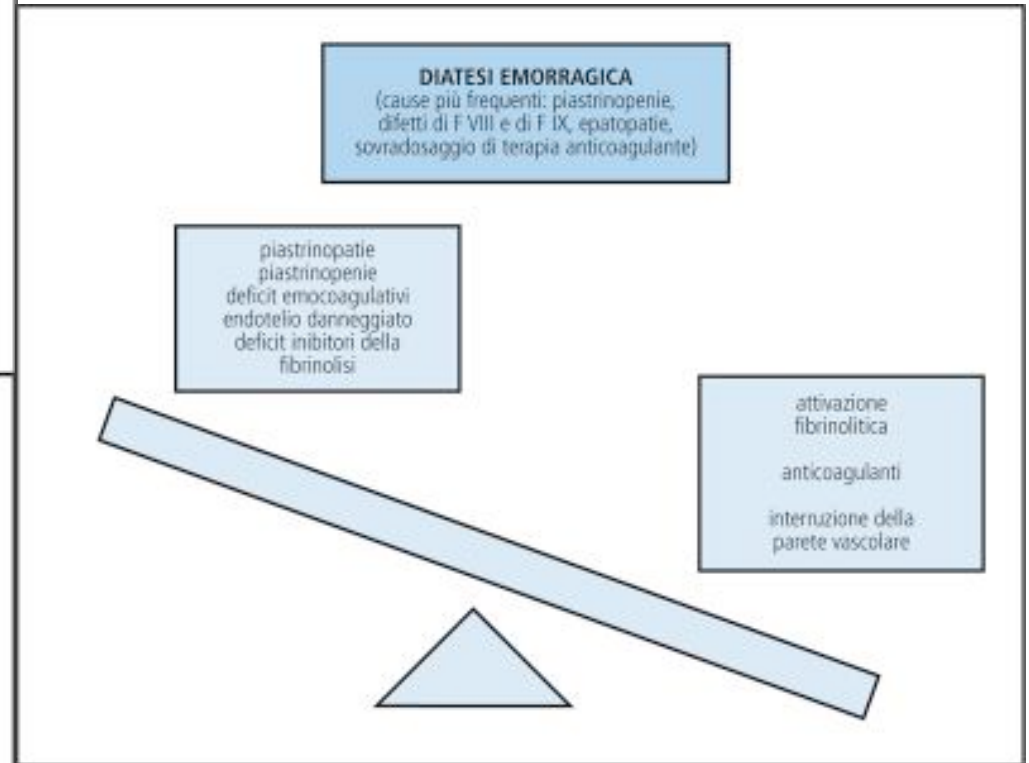 DIATESI EMORRAGICA
(cause più frequenti: piastrinopenie,
difetti di F VIII e di F IX, epatopatie,
sovradosaggio di terapia anticoagulante)
piastrinopatie
piastrinopenie
deficit emocoagulativi
endotelio danneggiato
deficit inibitori della
fibrinolisi
attivazione
fibrinolitica
anticoagulanti
interruzione della
parete vascolare